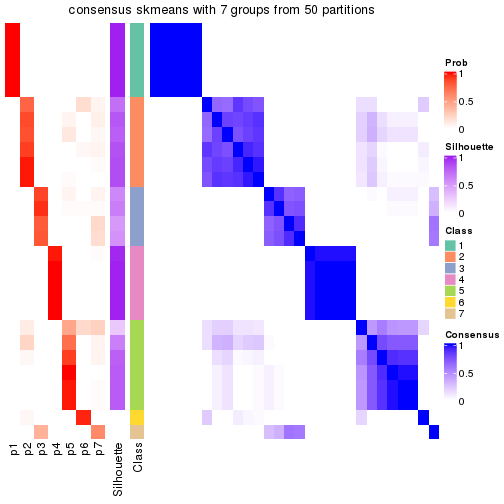 consensus skmeans with 7 groups from 50 partitions
Prob
1
0.5
0
Silhouette
1
0.5
0
Class
1
2
3
4
5
6
7
Consensus
1
0.5
0
p1
p2
p3
p4
p5
p6
p7
Silhouette
Class